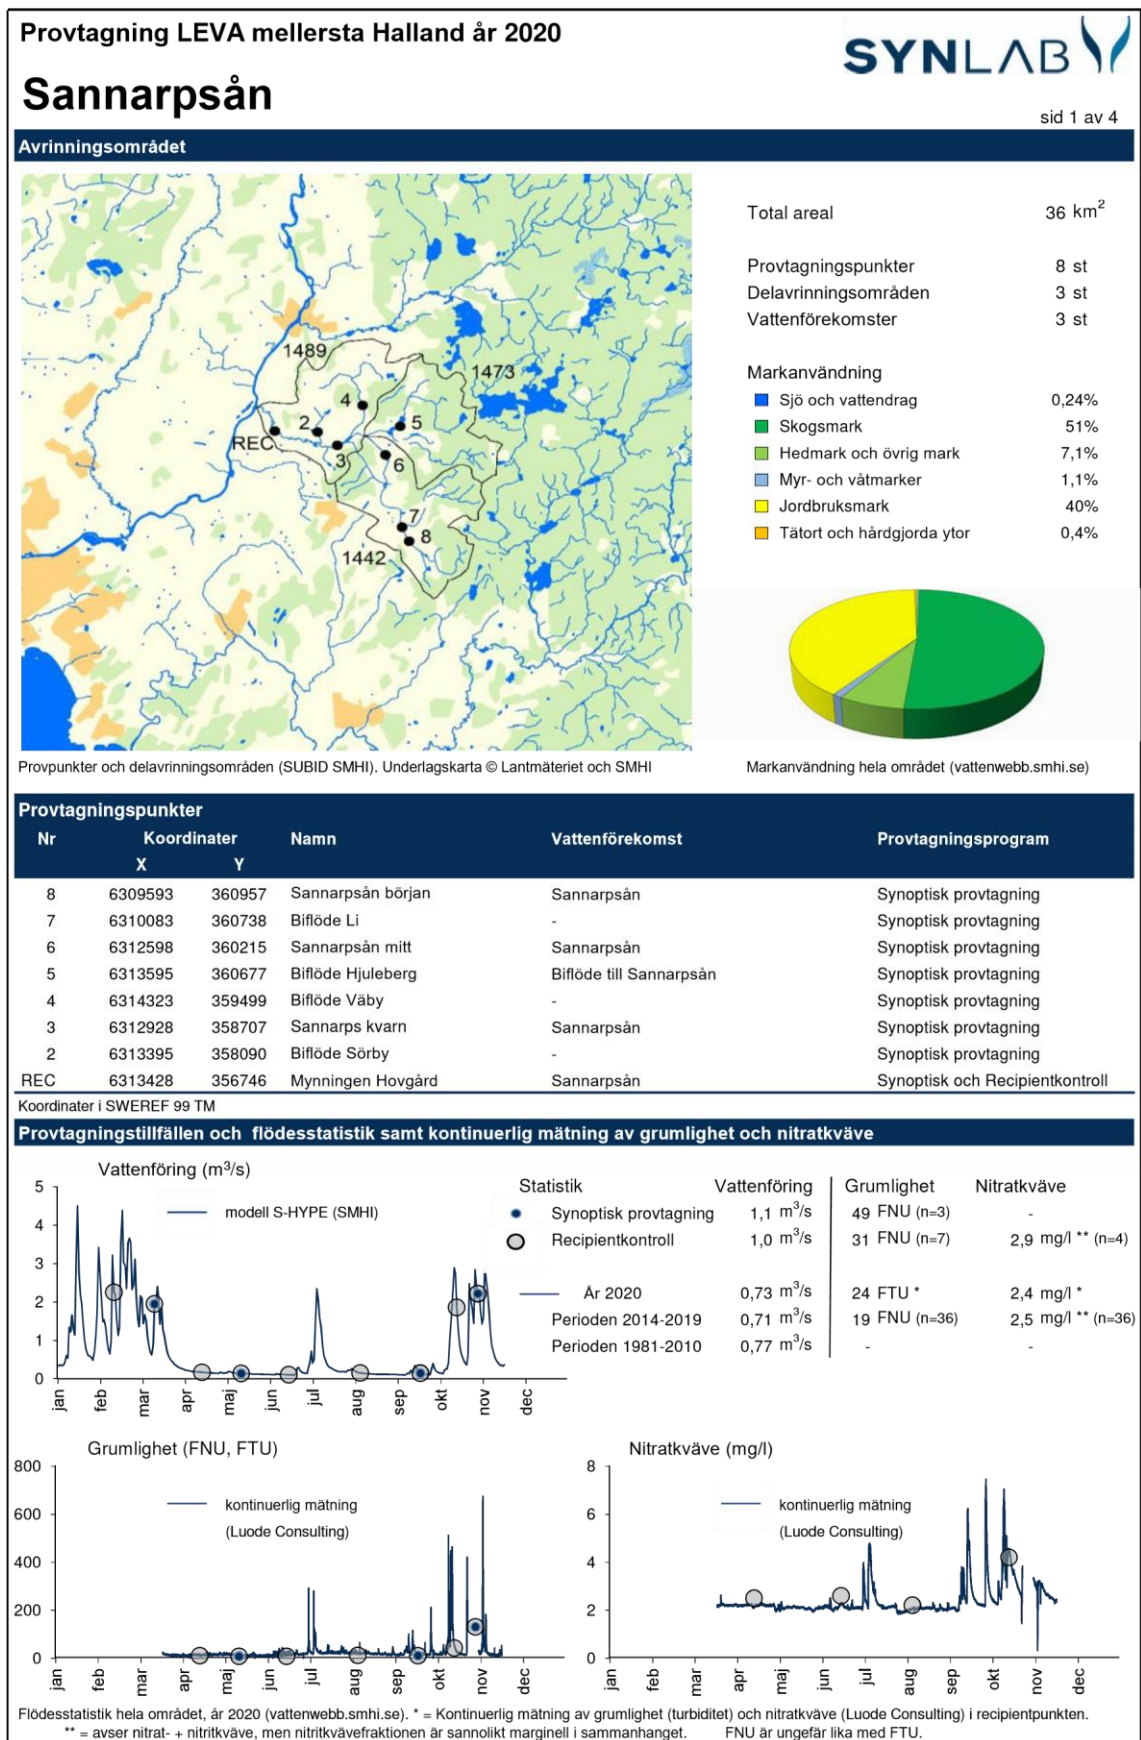 Provtagning LEVA mellersta Halland år 2020
SYNLAB
Sannarpsån
sid 1 av 4
Avrinningsområdet
1489
1473
4
5
2
REC
3
6
7
8
1442
Total areal 36 km²
Provtagningspunkter 8 st
Delavrinningsområden 3 st
Vattenförekomster 3 st
Markanvändning
Sjö och vattendrag 0,24%
Skogsmark 51%
Hedmark och övrig mark 7,1%
Myr- och våtmarker 1,1%
Jordbruksmark 40%
Tätort och hårdgjorda ytor 0,4%
Provpunkter och delavrinningsområden (SUBID SMHI). Underlagskarta © Lantmäteriet och SMHI
Markanvändning hela området (vattenwebb.smhi.se)
Provtagningspunkter
Nr Koordinater Namn Vattenförekomst Provtagningsprogram
X Y
8 6309593 360957 Sannarpsån början Sannarpsån Synoptisk provtagning
7 6310083 360738 Biflöde Li - Synoptisk provtagning
6 6312598 360215 Sannarpsån mitt Sannarpsån Synoptisk provtagning
5 6313595 360677 Biflöde Hjuleberg Biflöde till Sannarpsån Synoptisk provtagning
4 6314323 359499 Biflöde Väby - Synoptisk provtagning
3 6312928 358707 Sannarps kvarn Sannarpsån Synoptisk provtagning
2 6313395 358090 Biflöde Sörby - Synoptisk provtagning
REC 6313428 356746 Mynningen Hovgård Sannarpsån Synoptisk och Recipientkontroll
Koordinater i SWEREF 99 TM
Provtagningstillfällen och flödesstatistik samt kontinuerlig mätning av grumlighet och nitratkväve
Vattenföring (m³/s)
5
4
3
2
1
0
modell S-HYPE (SMHI)
jan feb mar apr maj jun jul aug sep okt nov dec
Statistik Vattenföring Grumlighet Nitratkväve
Synoptisk provtagning 1,1 m³/s 49 FNU (n=3) -
Recipientkontroll 1,0 m³/s 31 FNU (n=7) 2,9 mg/l ** (n=4)
År 2020 0,73 m³/s 24 FTU * 2,4 mg/l *
Perioden 2014-2019 0,71 m³/s 19 FNU (n=36) 2,5 mg/l ** (n=36)
Perioden 1981-2010 0,77 m³/s - -
Grumlighet (FNU, FTU)
800
600
400
200
0
kontinuerlig mätning
(Luode Consulting)
jan feb mar apr maj jun jul aug sep okt nov dec
Nitratkväve (mg/l)
8
6
4
2
0
kontinuerlig mätning
(Luode Consulting)
jan feb mar apr maj jun jul aug sep okt nov dec
Flödesstatistik hela området, år 2020 (vattenwebb.smhi.se). * = Kontinuerlig mätning av grumlighet (turbiditet) och nitratkväve (Luode Consulting) i recipientpunkten.
** = avser nitrat- + nitritkväve, men nitritkvävefraktionen är sannolikt marginell i sammanhanget. FNU är ungefär lika med FTU.